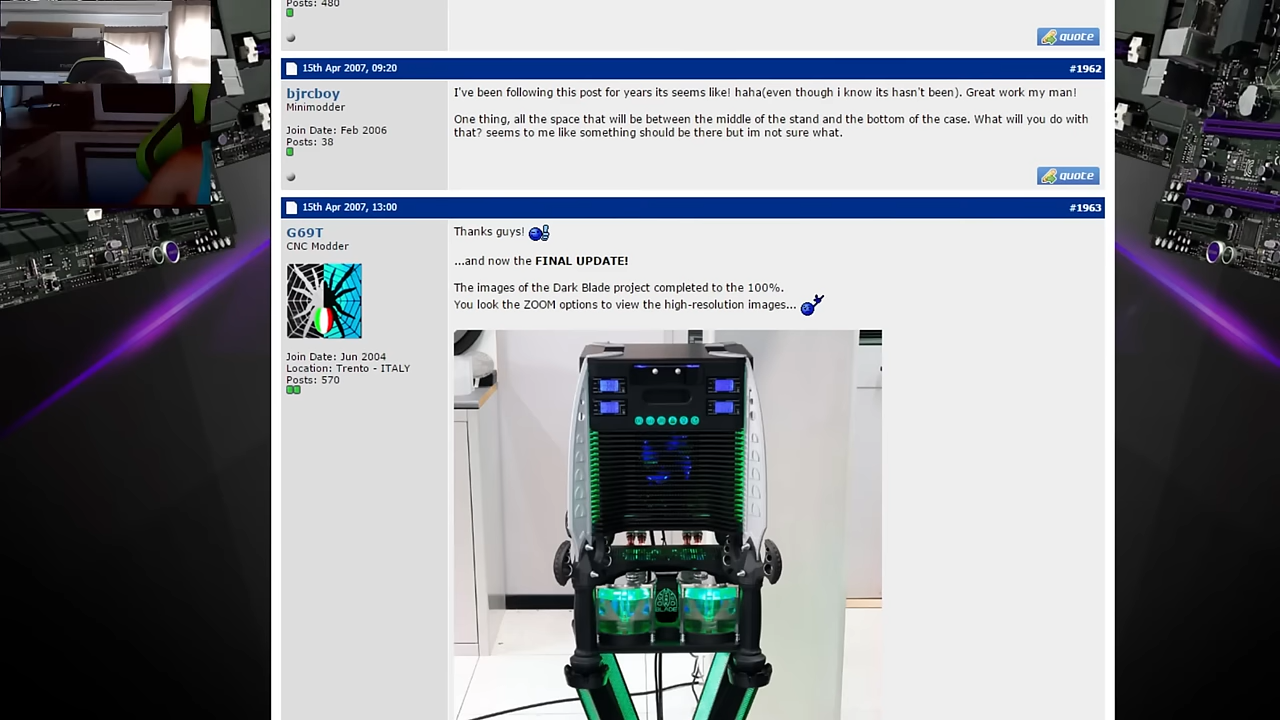 Posts: 480
quote
15th Apr 2007, 09:20
#1962
bjrcboy
Minimodder
Join Date: Feb 2006
Posts: 38
I've been following this post for years its seems like! haha(even though i know its hasn't been). Great work my man!
One thing, all the space that will be between the middle of the stand and the bottom of the case. What will you do with
that? seems to me like something should be there but im not sure what.
quote
15th Apr 2007, 13:00
#1963
G69T
CNC Modder
Join Date: Jun 2004
Location: Trento - ITALY
Posts: 570
Thanks guys!
...and now the FINAL UPDATE!
The images of the Dark Blade project completed to the 100%.
You look the ZOOM options to view the high-resolution images...